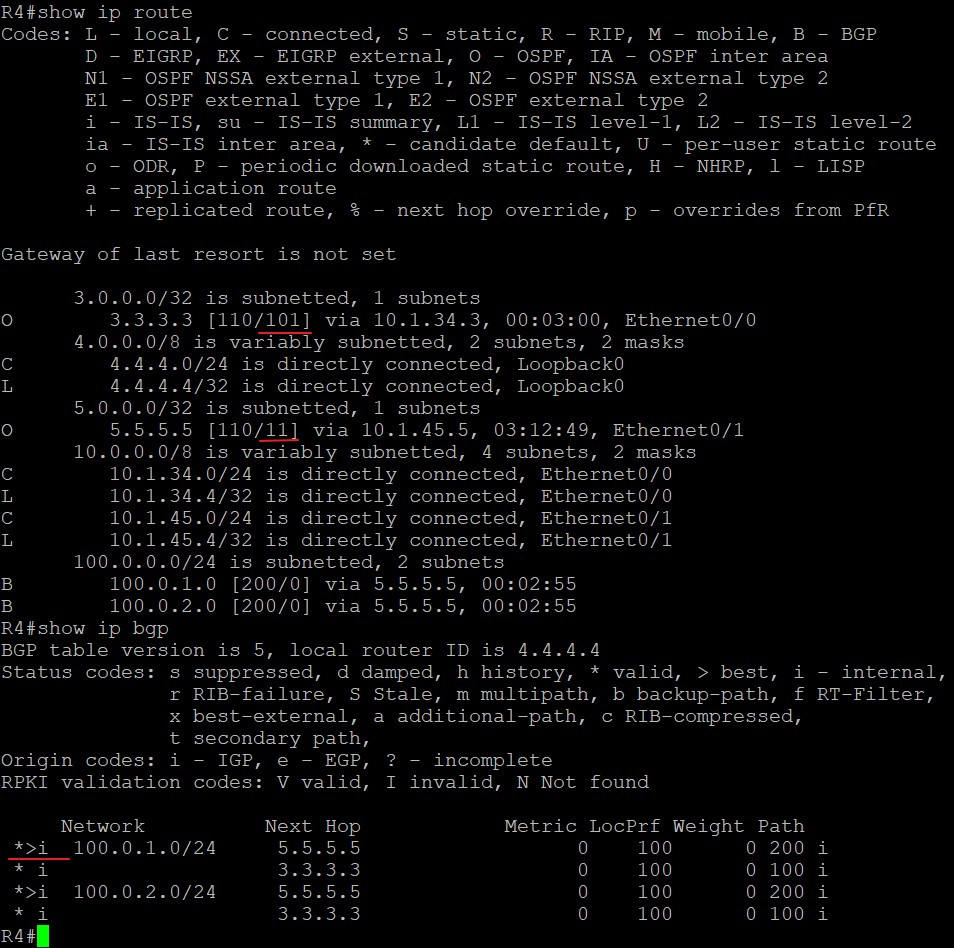 R4#show ip route
Codes: L - local, C - connected, S - static, R - RIP, M - mobile, B - BGP
       D - EIGRP, EX - EIGRP external, O - OSPF, IA - OSPF inter area
       N1 - OSPF NSSA external type 1, N2 - OSPF NSSA external type 2
       E1 - OSPF external type 1, E2 - OSPF external type 2
       i - IS-IS, su - IS-IS summary, L1 - IS-IS level-1, L2 - IS-IS level-2
       ia - IS-IS inter area, * - candidate default, U - per-user static route
       o - ODR, P - periodic downloaded static route, H - NHRP, l - LISP
       a - application route
       + - replicated route, % - next hop override, p - overrides from PfR

Gateway of last resort is not set

      3.0.0.0/32 is subnetted, 1 subnets
O        3.3.3.3 [110/101] via 10.1.34.3, 00:03:00, Ethernet0/0
      4.0.0.0/8 is variably subnetted, 2 subnets, 2 masks
C        4.4.4.0/24 is directly connected, Loopback0
L        4.4.4.4/32 is directly connected, Loopback0
      5.0.0.0/32 is subnetted, 1 subnets
O        5.5.5.5 [110/11] via 10.1.45.5, 03:12:49, Ethernet0/1
      10.0.0.0/8 is variably subnetted, 4 subnets, 2 masks
C        10.1.34.0/24 is directly connected, Ethernet0/0
L        10.1.34.4/32 is directly connected, Ethernet0/0
C        10.1.45.0/24 is directly connected, Ethernet0/1
L        10.1.45.4/32 is directly connected, Ethernet0/1
      100.0.0.0/24 is subnetted, 2 subnets
B        100.0.1.0 [200/0] via 5.5.5.5, 00:02:55
B        100.0.2.0 [200/0] via 5.5.5.5, 00:02:55
R4#show ip bgp
BGP table version is 5, local router ID is 4.4.4.4
Status codes: s suppressed, d damped, h history, * valid, > best, i - internal,
              r RIB-failure, S Stale, m multipath, b backup-path, f RT-Filter,
              x best-external, a additional-path, c RIB-compressed,
              t secondary path,
Origin codes: i - IGP, e - EGP, ? - incomplete
RPKI validation codes: V valid, I invalid, N Not found

     Network          Next Hop            Metric LocPrf Weight Path
 *>i  100.0.1.0/24     5.5.5.5                  0    100      0 200 i
 * i                   3.3.3.3                  0    100      0 100 i
 *>i  100.0.2.0/24     5.5.5.5                  0    100      0 200 i
 * i                   3.3.3.3                  0    100      0 100 i
R4#